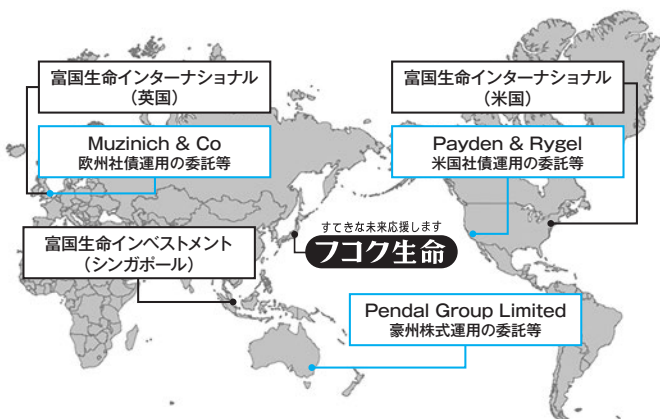 富国生命インターナショナル
（英国）
富国生命インターナショナル
（米国）
Muzinich & Co
欧州社債運用の委託等
Payden & Rygel
米国社債運用の委託等
すてきな未来応援します
フコク生命
富国生命インベストメント
（シンガポール）
Pendal Group Limited
豪州株式運用の委託等